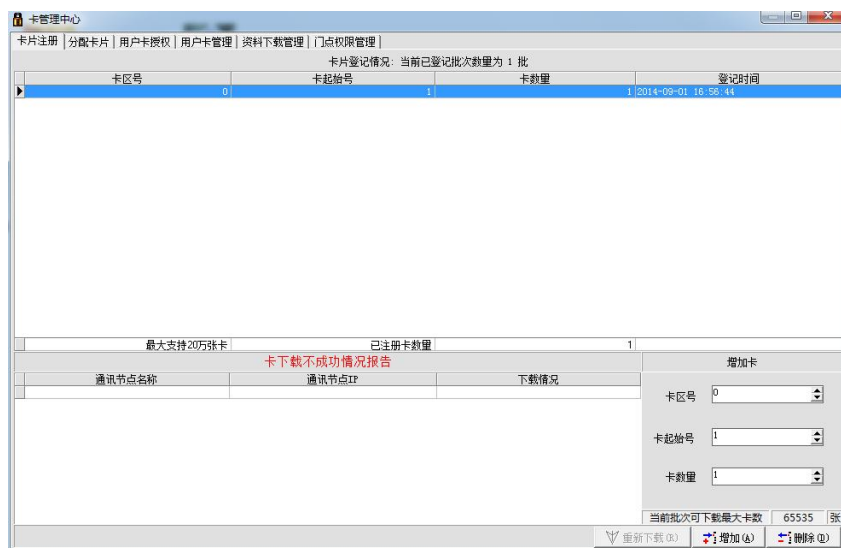 卡管理中心
卡片注册 分配卡片 用户卡授权 用户卡管理 资料下载管理 门点权限管理
卡片登记情况: 当前已登记批次数量为 1 批
卡区号 卡起始号 卡数量 登记时间
0 1 1 2014-09-01 16:56:44
最大支持20万张卡 已注册卡数量 1
卡下载不成功情况报告 增加卡
通讯节点名称 通讯节点IP 下载情况
卡区号 0
卡起始号 1
卡数量 1
当前批次可下载最大卡数 65535 张
重新下载(R) 增加(A) 删除(D)